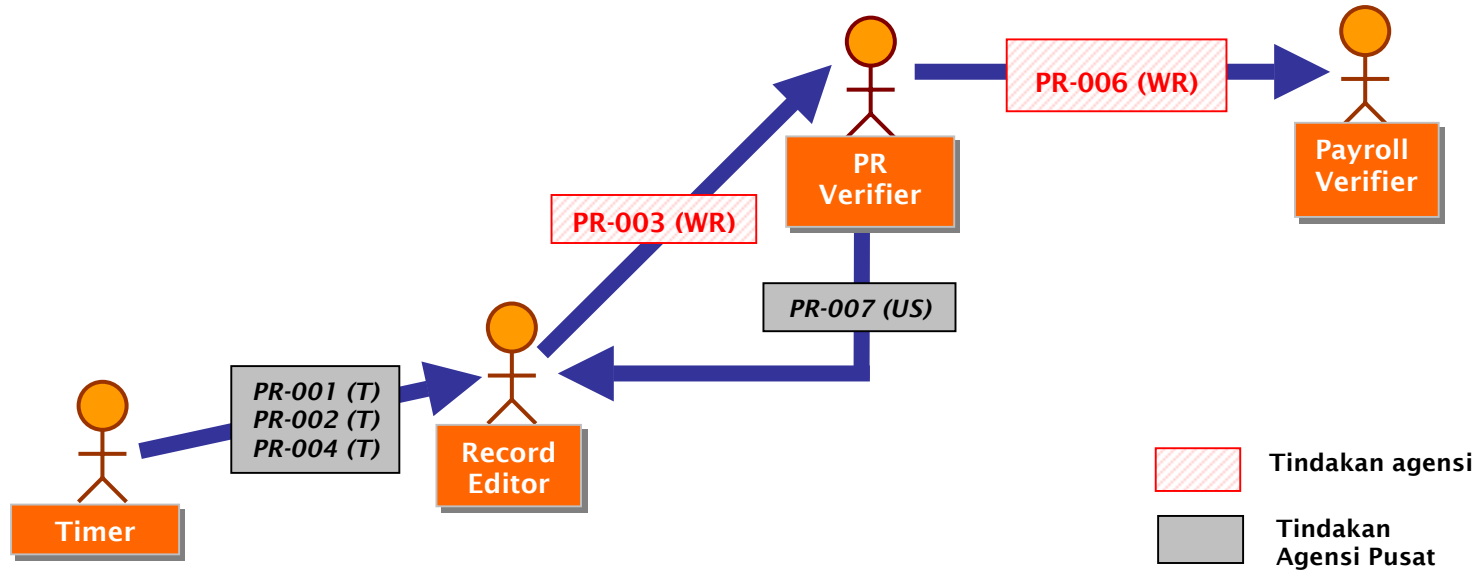 PR-006 (WR)
PR
Verifier
Payroll
Verifier
PR-003 (WR)
PR-007 (US)
PR-001 (T)
PR-002 (T)
PR-004 (T)
Record
Editor
Timer
Tindakan agensi
Tindakan
Agensi Pusat